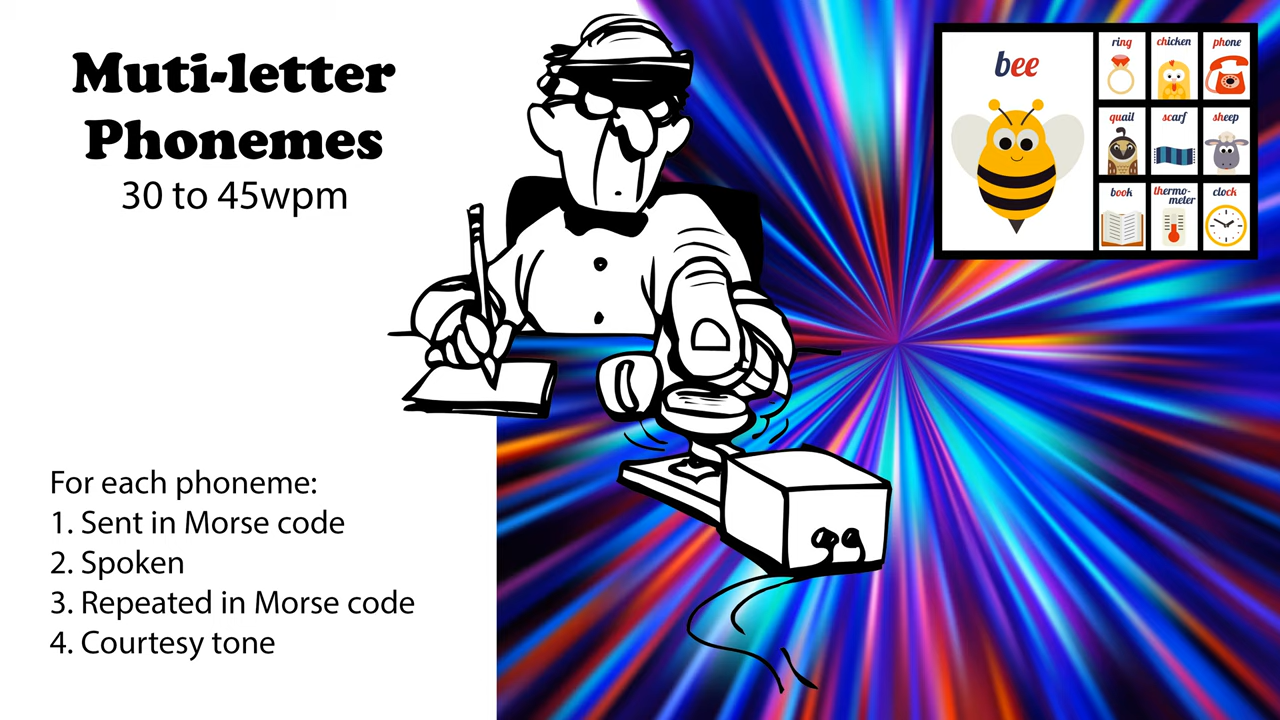 Muti-letter
Phonemes
30 to 45wpm
bee
ring
chicken
phone
quail
scarf
sheep
book
thermo-
meter
clock
For each phoneme:
1. Sent in Morse code
2. Spoken
3. Repeated in Morse code
4. Courtesy tone